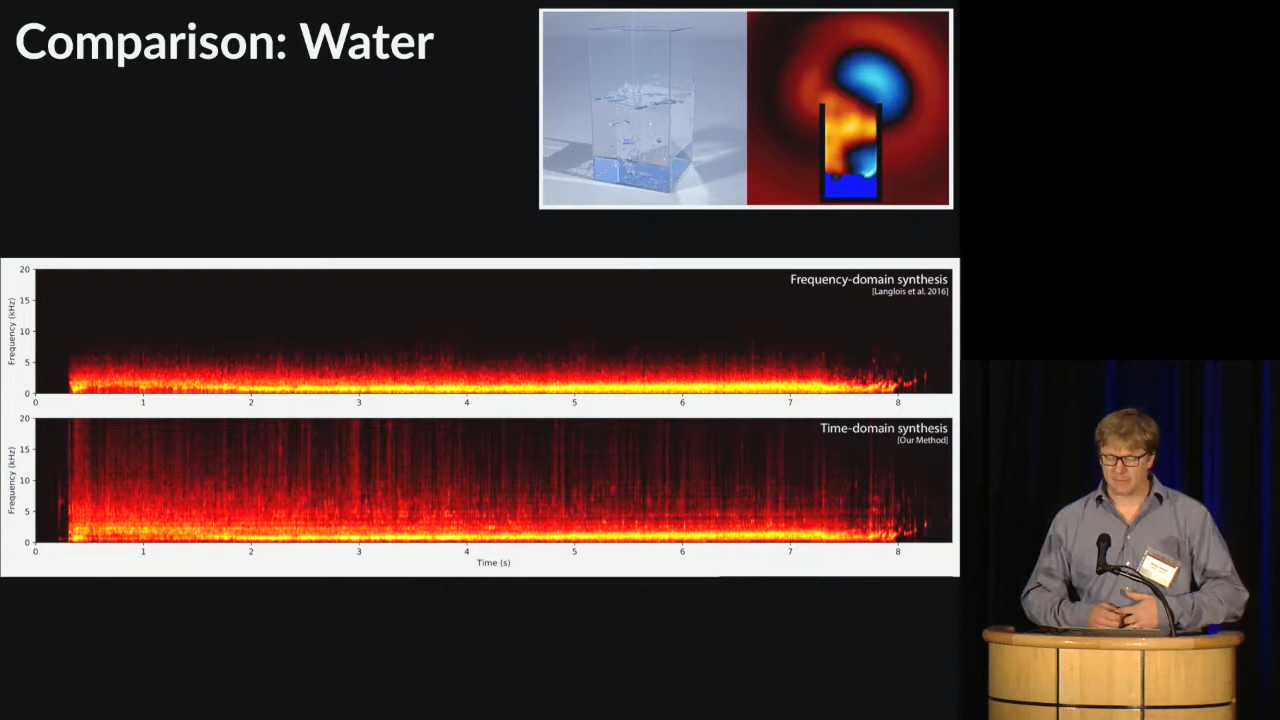 Comparison: Water
Frequency-domain synthesis
[Langlois et al. 2016]
Frequency (kHz)
20
15
10
5
0
0 1 2 3 4 5 6 7 8
Time-domain synthesis
[Our Method]
Frequency (kHz)
20
15
10
5
0
0 1 2 3 4 5 6 7 8
Time (s)